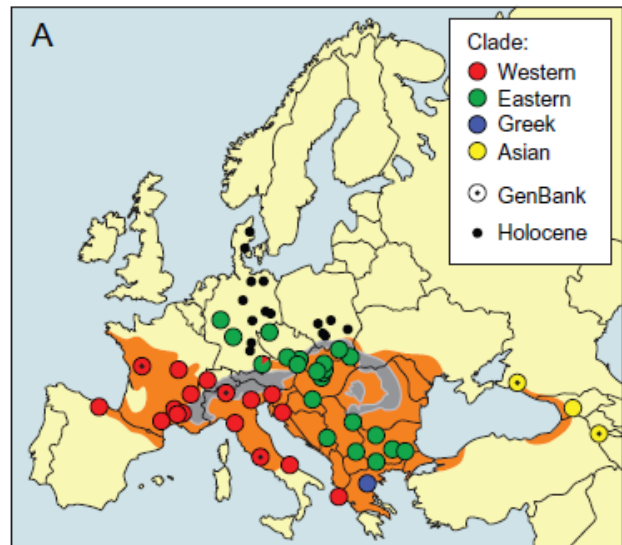 A
Clade:
Western
Eastern
Greek
Asian
GenBank
Holocene